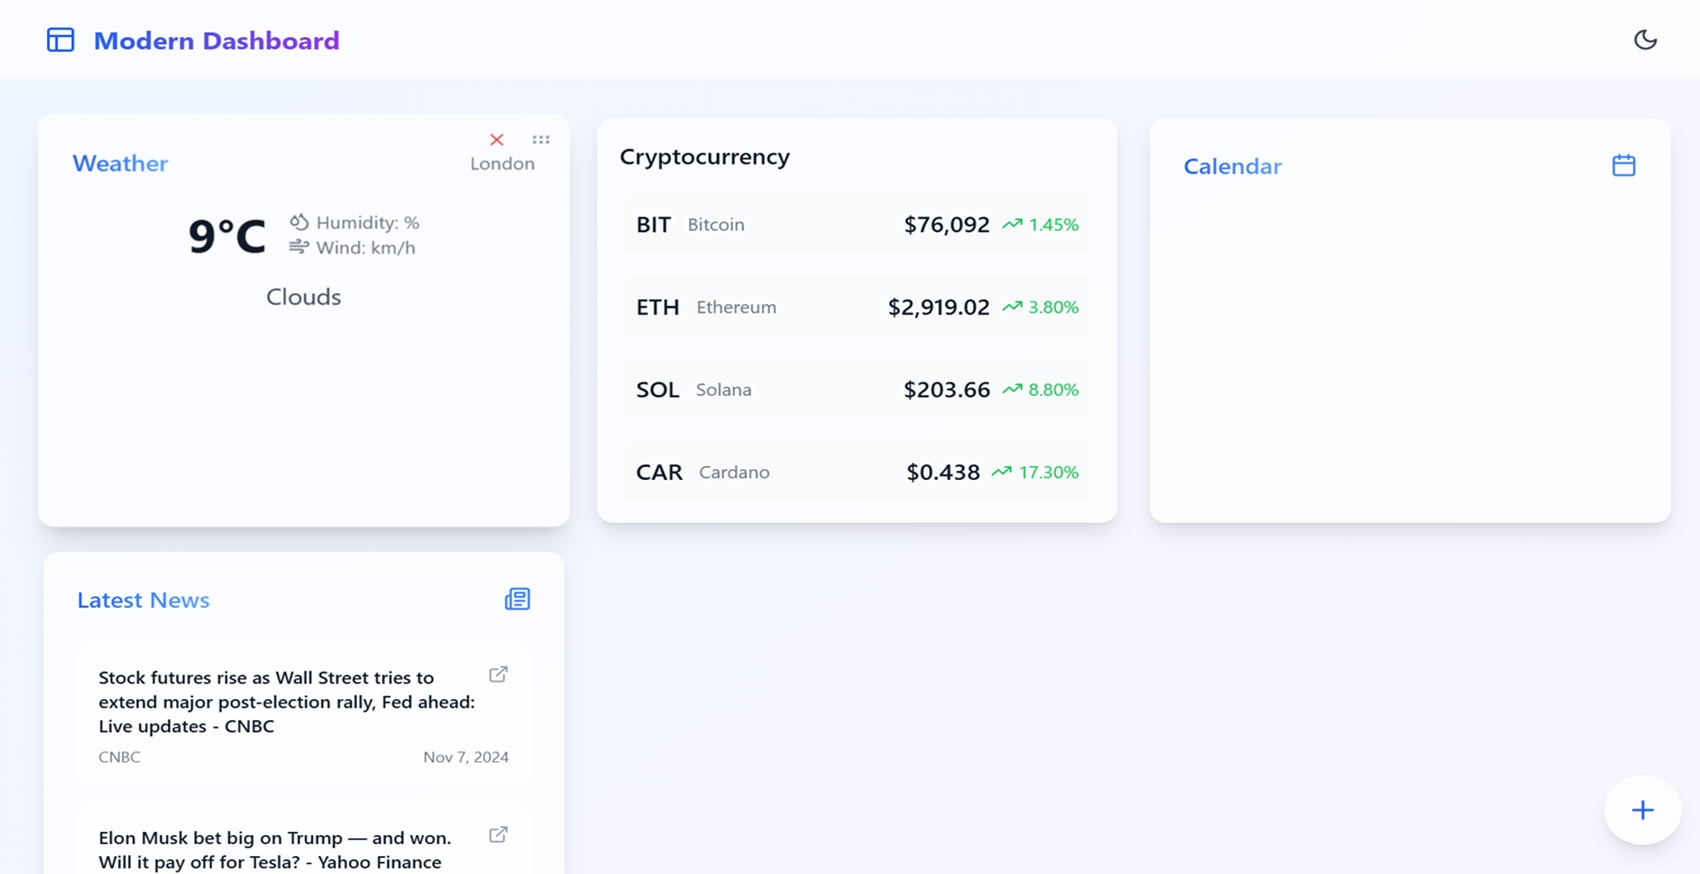 Modern Dashboard
Weather
London
9°C
Humidity: %
Wind: km/h
Clouds
Cryptocurrency
BIT Bitcoin $76,092 1.45%
ETH Ethereum $2,919.02 3.80%
SOL Solana $203.66 8.80%
CAR Cardano $0.438 17.30%
Calendar
Latest News
Stock futures rise as Wall Street tries to
extend major post-election rally, Fed ahead:
Live updates - CNBC
CNBC Nov 7, 2024
Elon Musk bet big on Trump — and won.
Will it pay off for Tesla? - Yahoo Finance